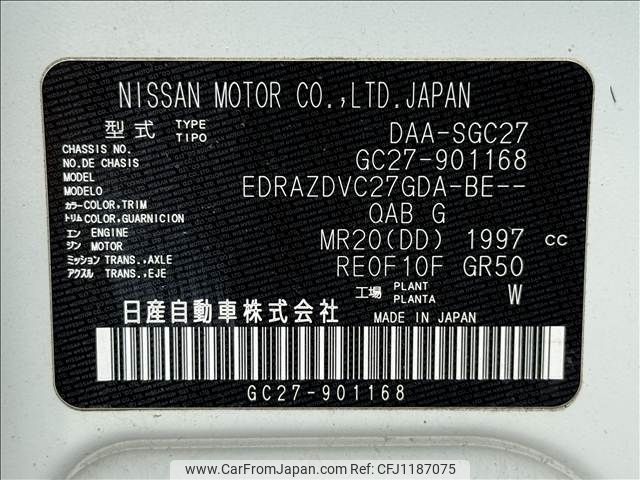 NISSAN MOTOR CO.,LTD.JAPAN
型式 TYPE TIPO DAA-SGC27
CHASSIS NO. NO.DE CHASIS GC27-901168
MODEL MODELO EDRAZDVC27GDA-BE--
カラー COLOR,TRIM トリム COLOR,GUARNICION QAB G
エンジン ENGINE MOTOR MR20(DD) 1997 cc
ミッション TRANS.,AXLE アクスル TRANS.,EJE RE0F10F GR50
工場 PLANT PLANTA W
日産自動車株式会社 MADE IN JAPAN
GC27-901168
www.CarFromJapan.com www.CarFromJapan.com CFJ1187075